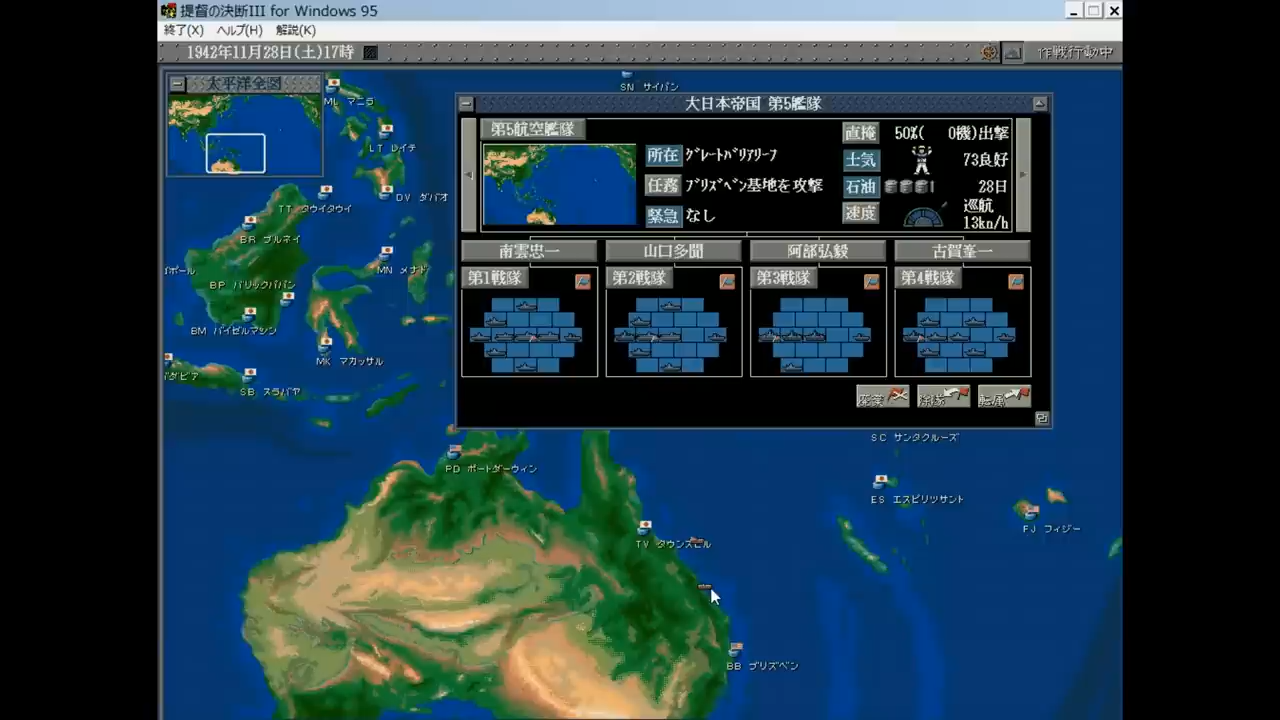 提督の決断III for Windows 95
終了(X) ヘルプ(H) 解説(K)
1942年11月28日(土)17時
作戦行動中
太平洋全図
ML マニラ
SN サイパン
LT レイテ
DV ダバオ
TT タウイタウイ
BR ブルネイ
MN メナド
BP バリックパパン
BM バイゼルマシン
MK マカッサル
SB スラバヤ
大日本帝国 第5艦隊
第5航空艦隊
所在 グレートバリアリーフ
任務 ブリズベン基地を攻撃
緊急 なし
直掩 50%( 0機)出撃
士気 73良好
石油 28日
速度 巡航
13kn/h
南雲忠一 山口多聞 阿部弘毅 古賀峯一
第1戦隊 第2戦隊 第3戦隊 第4戦隊
転属
SC サンタクルーズ
PD ポートダーウィン
ES エスピリツサント
FJ フィジー
TV タウンズビル
BB ブリズベン